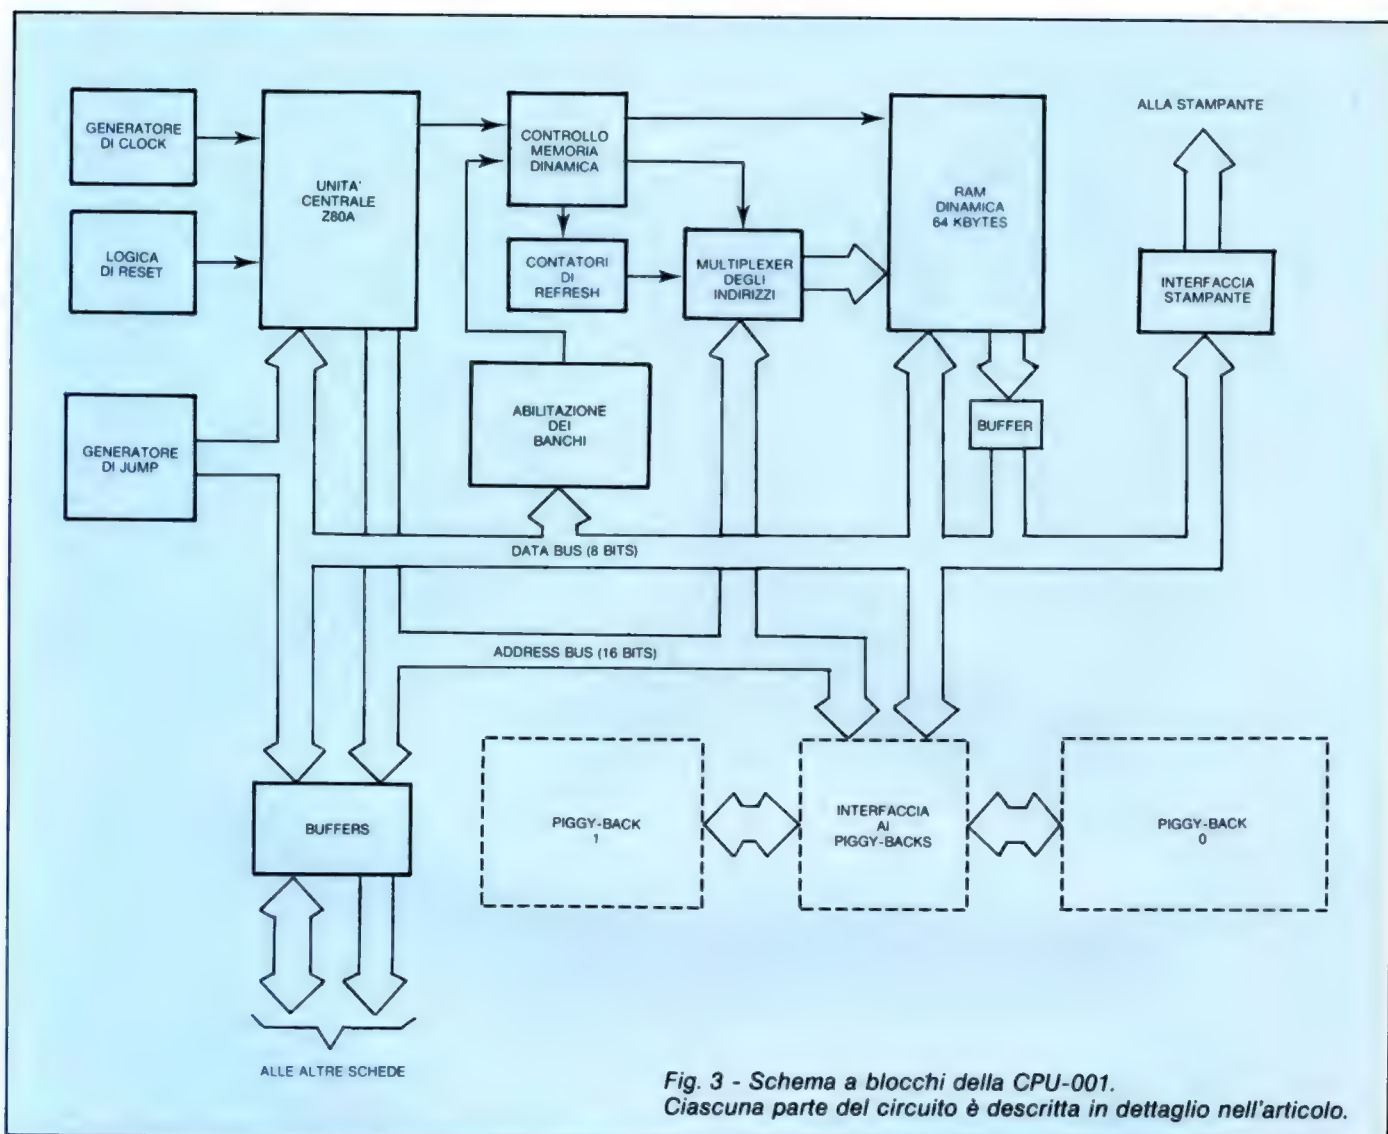 GENERATORE
DI CLOCK
UNITA'
CENTRALE
Z80A
CONTROLLO
MEMORIA
DINAMICA
RAM
DINAMICA
64 KBYTES
ALLA STAMPANTE
LOGICA
DI RESET
CONTATORI
DI
REFRESH
MULTIPLEXER
DEGLI
INDIRIZZI
INTERFACCIA
STAMPANTE
GENERATORE
DI JUMP
ABILITAZIONE
DEI
BANCHI
BUFFER
DATA BUS (8 BITS)
ADDRESS BUS (16 BITS)
BUFFERS
PIGGY-BACK
1
INTERFACCIA
AI
PIGGY-BACKS
PIGGY-BACK
0
ALLE ALTRE SCHEDE
Fig. 3 - Schema a blocchi della CPU-001.
Ciascuna parte del circuito è descritta in dettaglio nell'articolo.